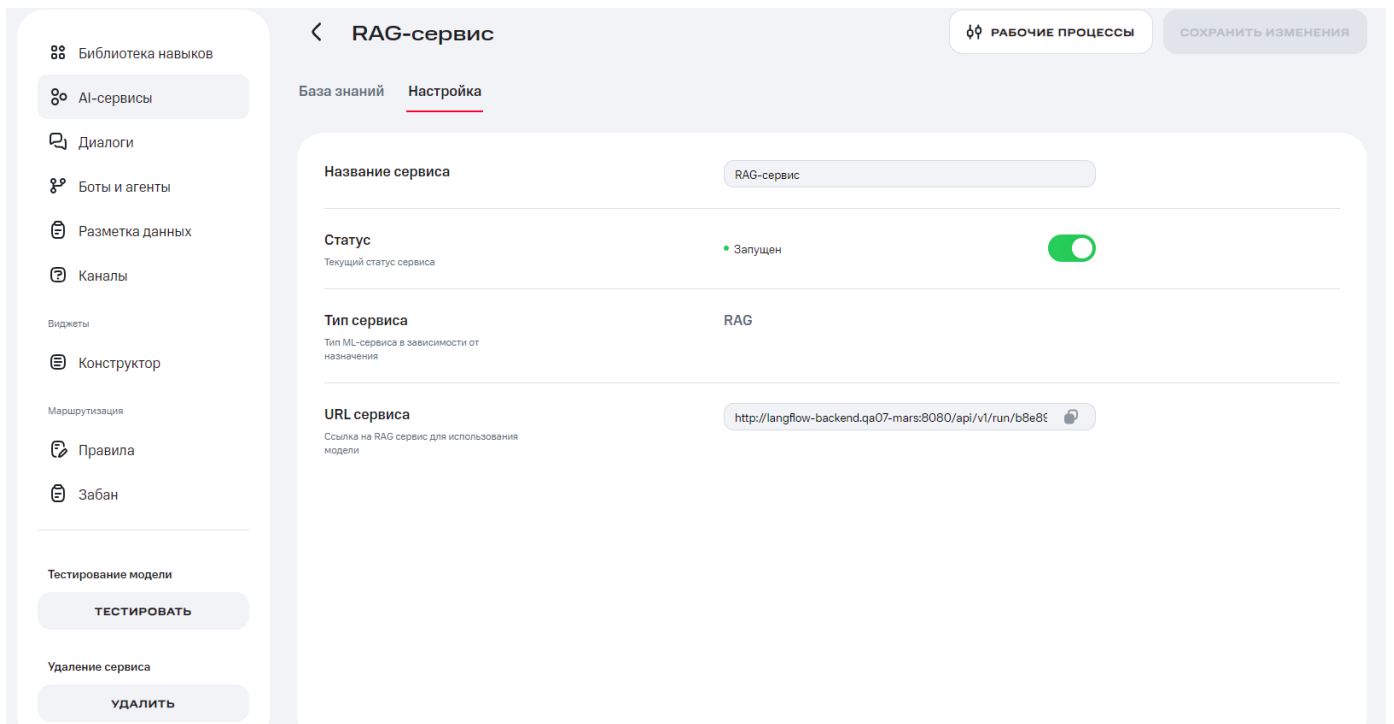 Библиотека навыков
AI-сервисы
Диалоги
Боты и агенты
Разметка данных
Каналы
Виджеты
Конструктор
Маршрутизация
Правила
Забан
Тестирование модели
ТЕСТИРОВАТЬ
Удаление сервиса
УДАЛИТЬ
RAG-сервис
РАБОЧИЕ ПРОЦЕССЫ
СОХРАНИТЬ ИЗМЕНЕНИЯ
База знаний
Настройка
Название сервиса
RAG-сервис
Статус
Текущий статус сервиса
Запущен
Тип сервиса
Тип ML-сервиса в зависимости от
назначения
RAG
URL сервиса
Ссылка на RAG сервис для использования
модели
http://langflow-backend.qa07-mars:8080/api/v1/run/b8e89